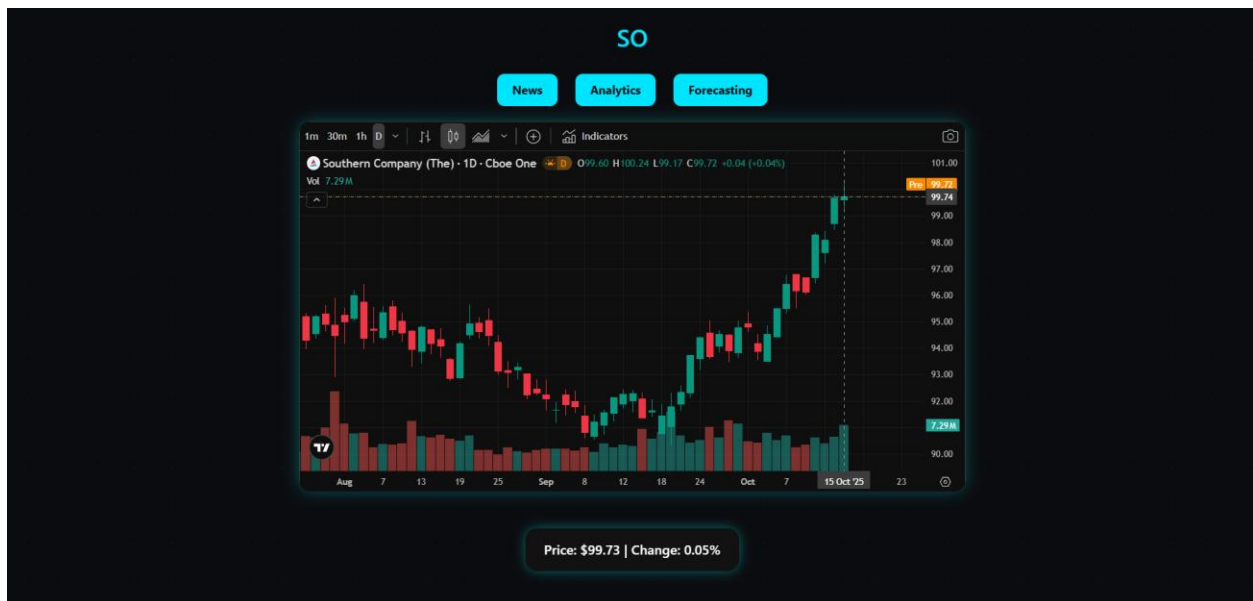 SO
News Analytics Forecasting
1m 30m 1h D Indicators
Southern Company (The) · 1D · Cboe One D O99.60 H100.24 L99.17 C99.72 +0.04 (+0.04%)
101.00
Vol 7.29M
Pre 99.72
99.74
99.00
98.00
97.00
96.00
95.00
94.00
93.00
92.00
7.29M
90.00
Aug 7 13 19 25 Sep 8 12 18 24 Oct 7 15 Oct '25 23
Price: $99.73 | Change: 0.05%